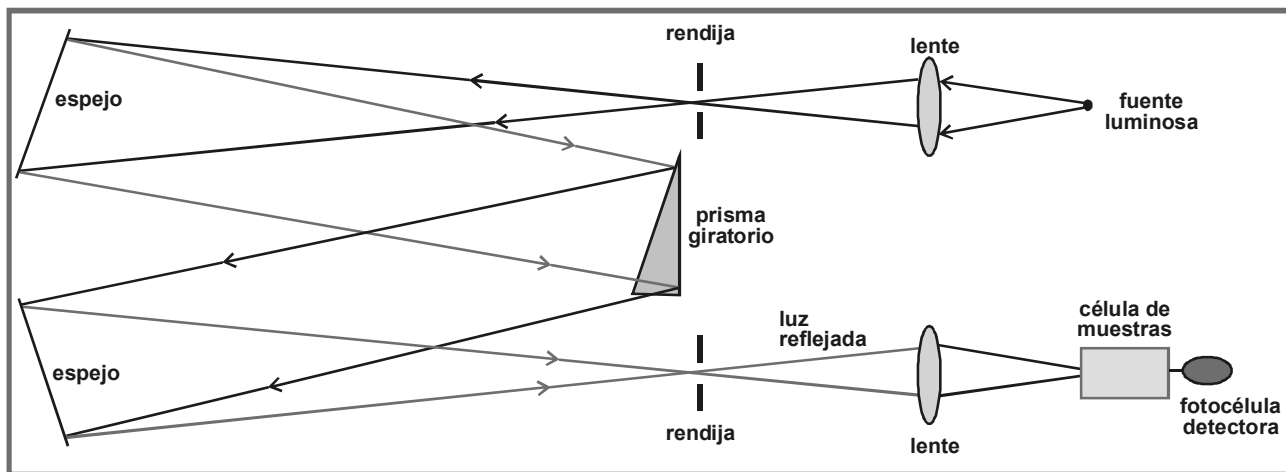 rendija
lente
espejo
fuente
luminosa
prisma
giratorio
luz
reflejada
célula de
muestras
espejo
rendija
lente
fotocélula
detectora